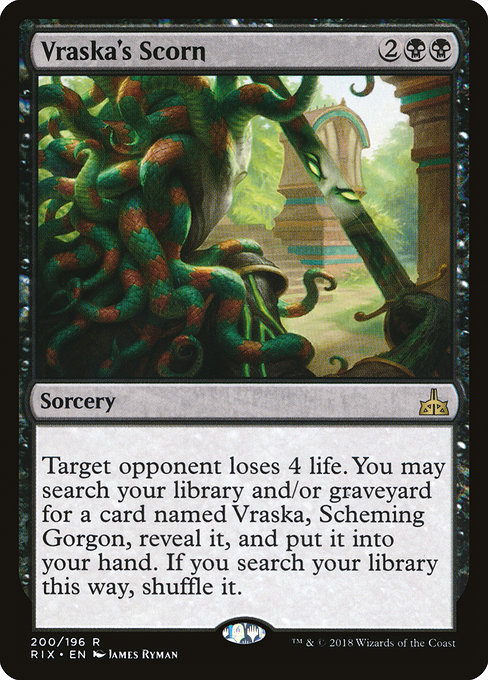 Vraska's Scorn 2
Sorcery
Target opponent loses 4 life. You may
search your library and/or graveyard
for a card named Vraska, Scheming
Gorgon, reveal it, and put it into
your hand. If you search your library
this way, shuffle it.
200/196 R
RIX • EN James Ryman
™ & © 2018 Wizards of the Coast